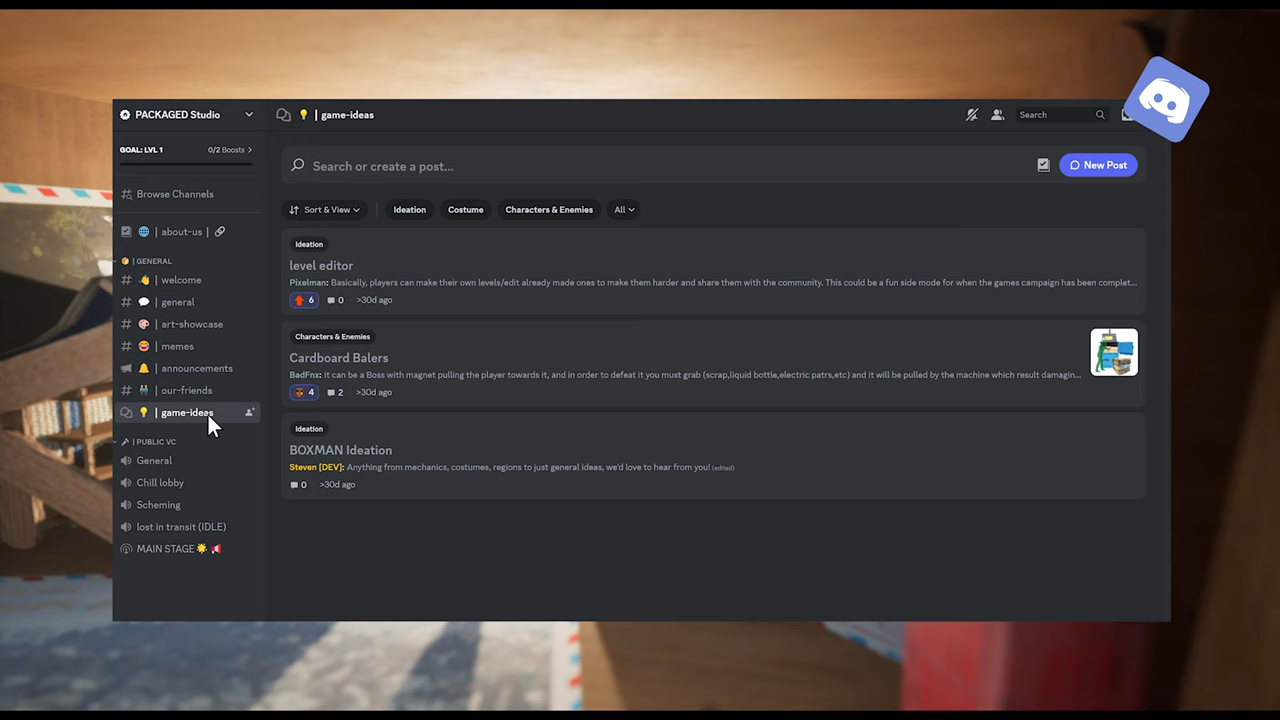 PACKAGED Studio
GOAL: LVL 1 0/2 Boosts >
Browse Channels
| about-us |
| GENERAL
| welcome
| general
| art-showcase
| memes
| announcements
| our-friends
| game-ideas
| PUBLIC VC
General
Chill lobby
Scheming
lost in transit (IDLE)
MAIN STAGE
| game-ideas
Search
Search or create a post...
New Post
Sort & View
Ideation
Costume
Characters & Enemies
All
Ideation
level editor
Pixelman: Basically, players can make their own levels/edit already made ones to make them harder and share them with the community. This could be a fun side mode for when the games campaign has been complet...
6 0 · >30d ago
Characters & Enemies
Cardboard Balers
BadFnx: it can be a Boss with magnet pulling the player towards it, and in order to defeat it you must grab (scrap,liquid bottle,electric patrs,etc) and it will be pulled by the machine which result damagin...
4 2 · >30d ago
Ideation
BOXMAN Ideation
Steven [DEV]: Anything from mechanics, costumes, regions to just general ideas, we'd love to hear from you! (edited)
0 · >30d ago